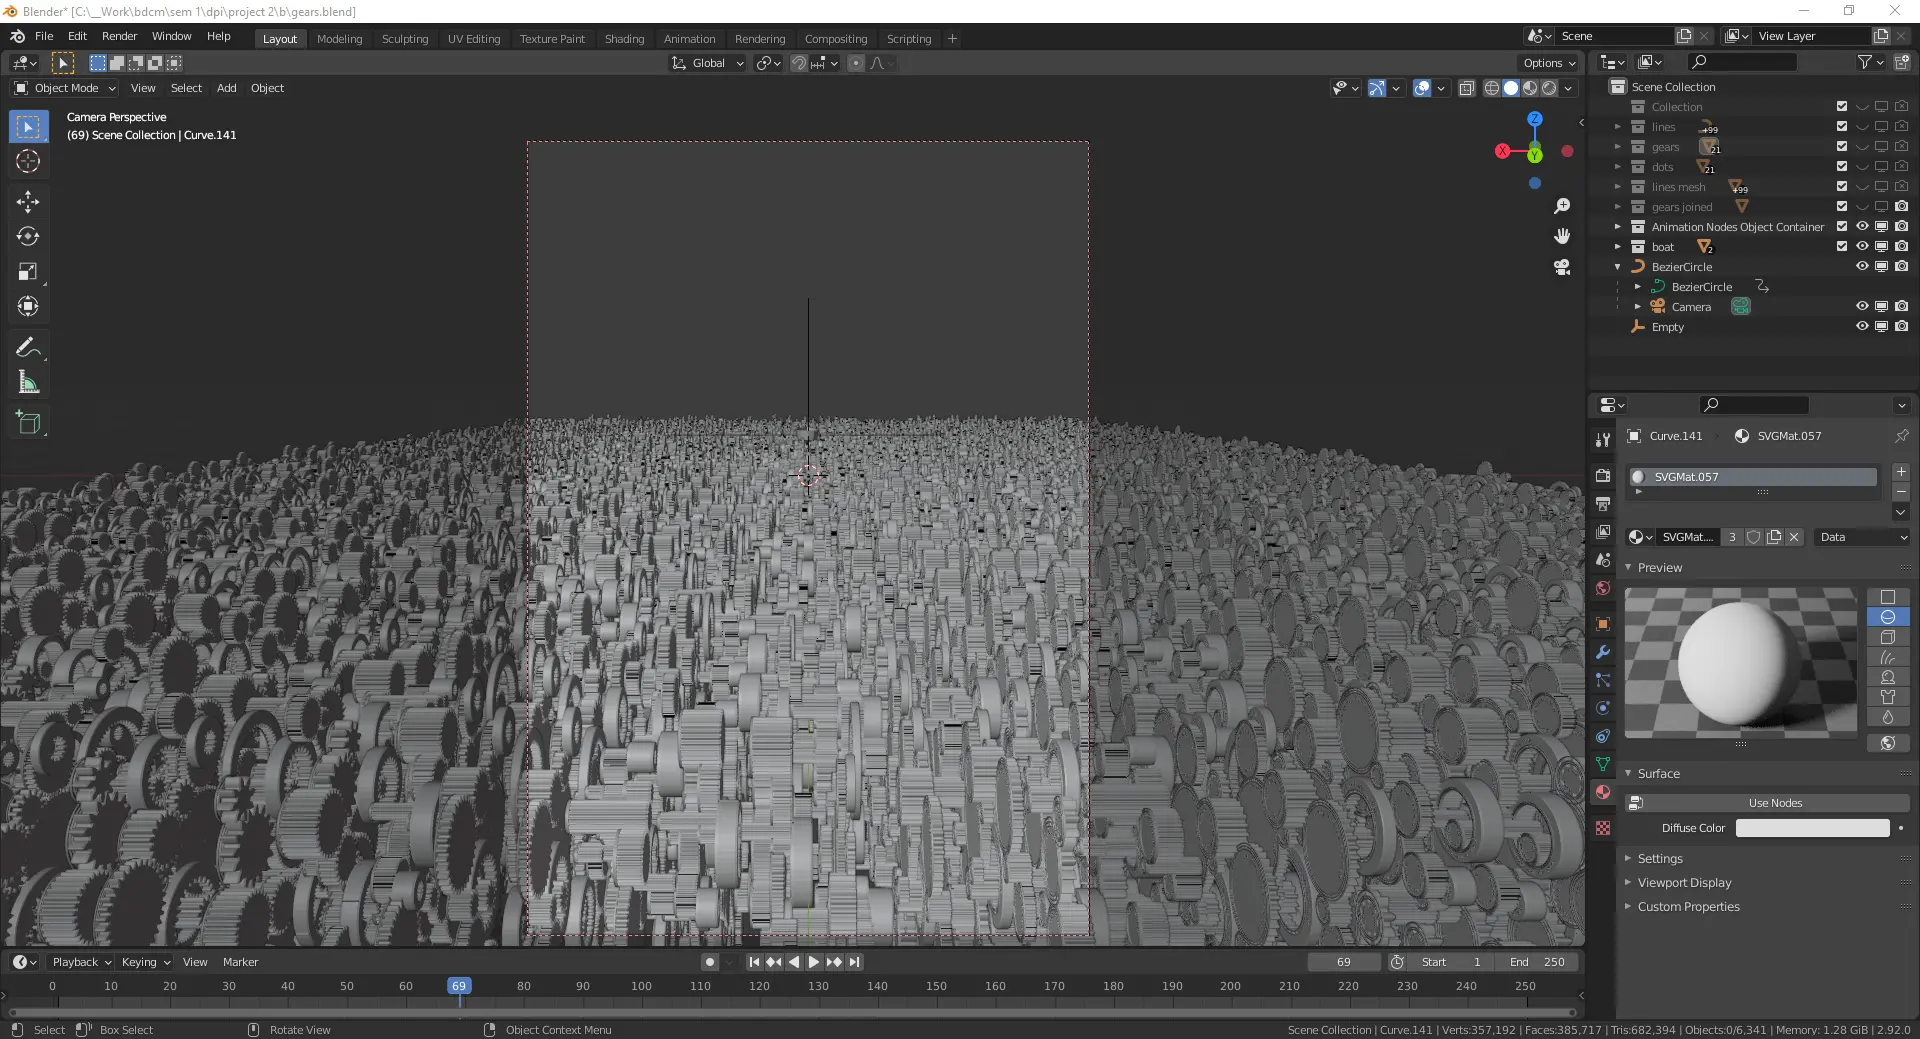 Blender* [C:\__Work\bdcm\sem 1\dpi\project 2\b\gears.blend]
File Edit Render Window Help Layout Modeling Sculpting UV Editing Texture Paint Shading Animation Rendering Compositing Scripting + Scene View Layer
Global Options
Object Mode View Select Add Object
Camera Perspective
(69) Scene Collection | Curve.141
Z
X
Y
Scene Collection
Collection
lines +99
gears 21
dots 21
lines mesh +99
gears joined
Animation Nodes Object Container
boat 2
BezierCircle
BezierCircle
Camera
Empty
Curve.141 SVGMat.057
SVGMat.057
SVGMat... 3 Data
Preview
Surface
Use Nodes
Diffuse Color
Settings
Viewport Display
Custom Properties
Playback Keying View Marker 69 Start 1 End 250
0 10 20 30 40 50 60 69 80 90 100 110 120 130 140 150 160 170 180 190 200 210 220 230 240 250
Select Box Select Rotate View Object Context Menu Scene Collection | Curve.141 | Verts:357,192 | Faces:385,717 | Tris:682,394 | Objects:0/6,341 | Memory: 1.28 GiB | 2.92.0